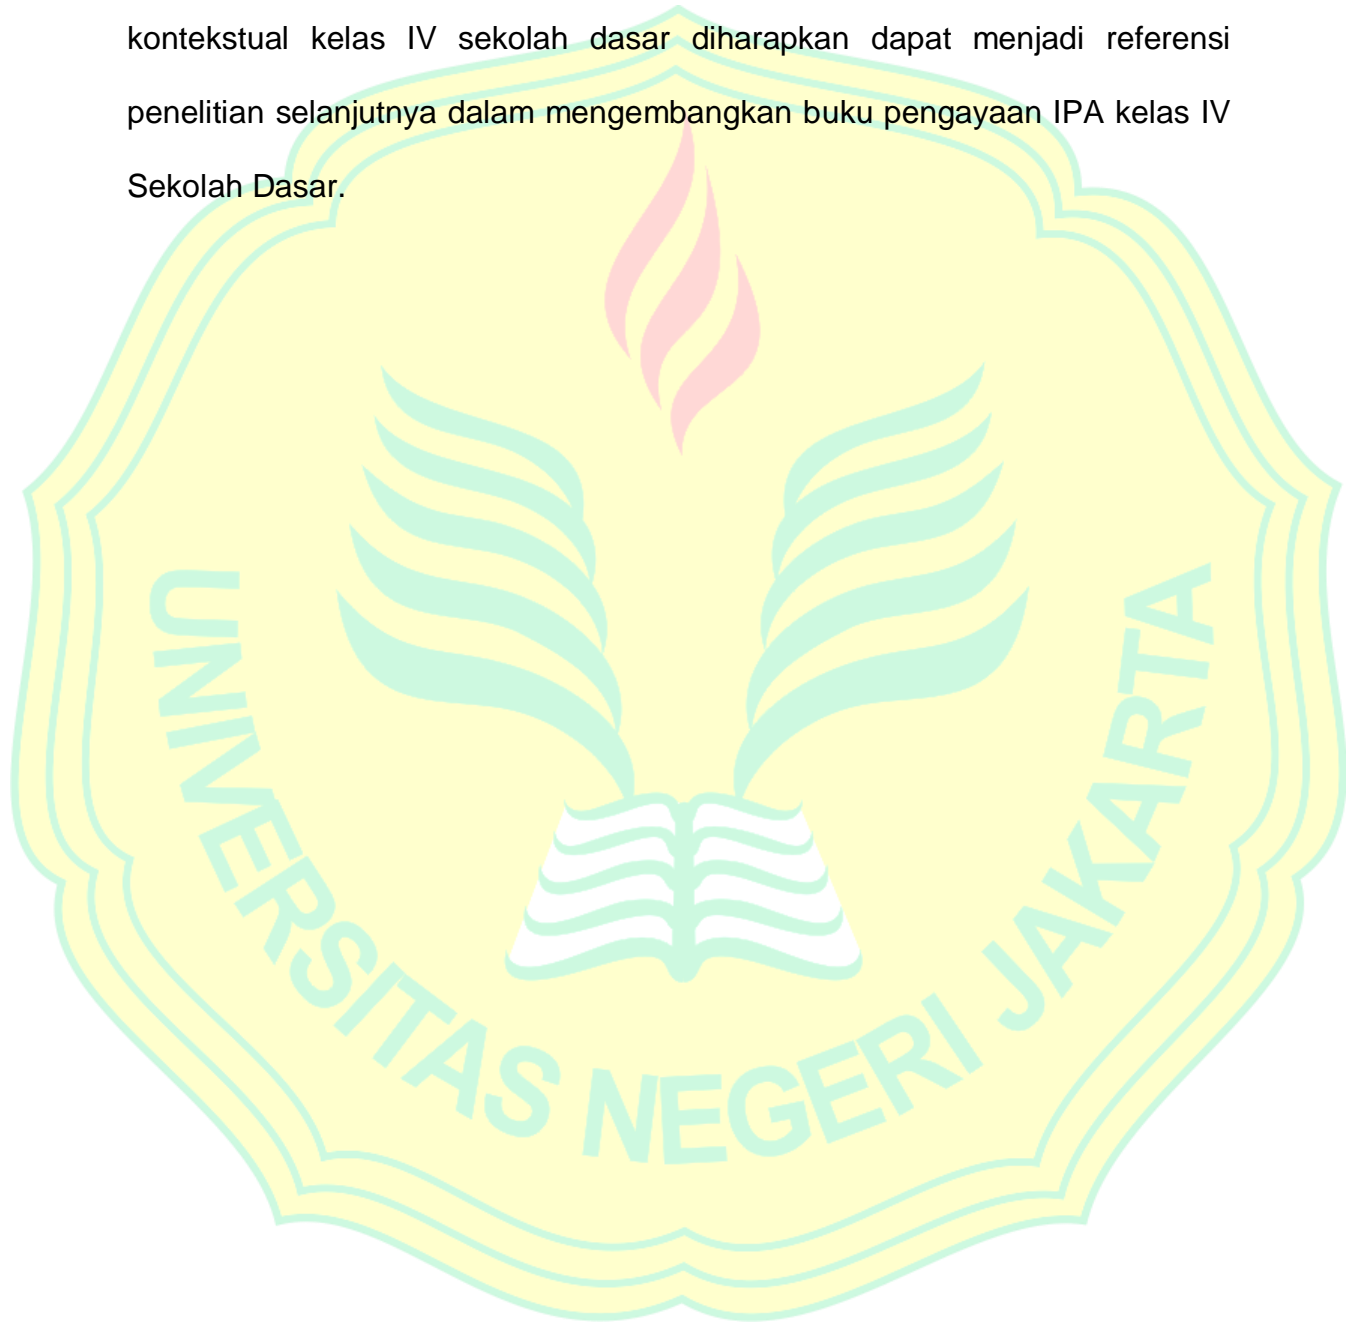 kontekstual kelas IV sekolah dasar diharapkan dapat menjadi referensi
penelitian selanjutnya dalam mengembangkan buku pengayaan IPA kelas IV
Sekolah Dasar.
UNIVERSITAS NEGERI JAKARTA